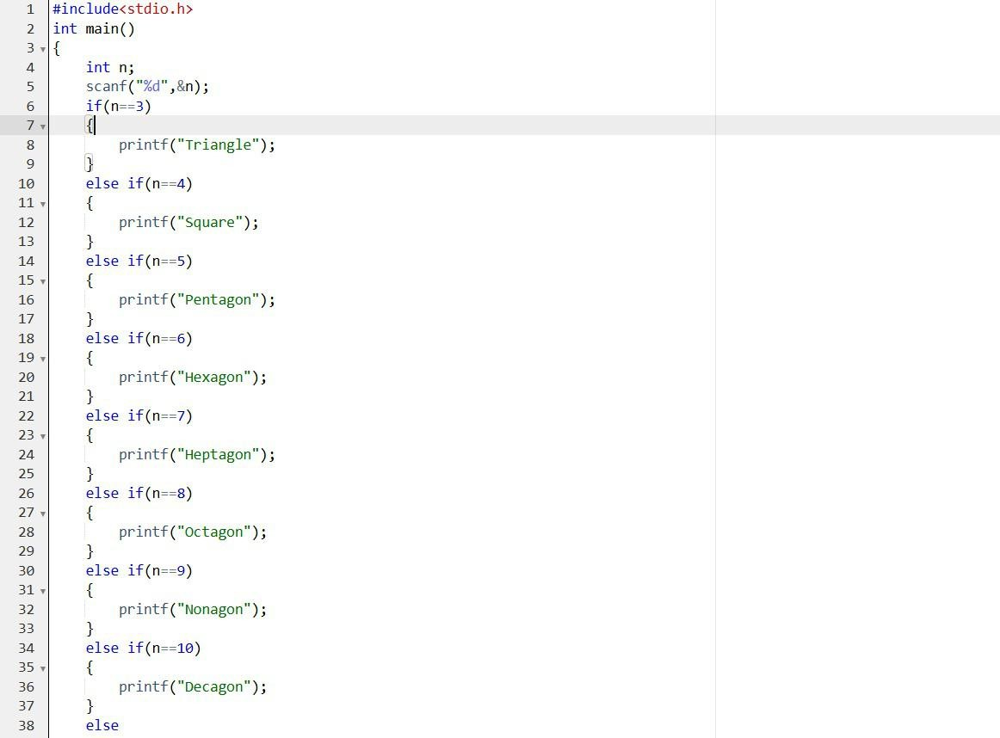 1 #include<stdio.h>
2 int main()
3 {
4 int n;
5 scanf("%d",&n);
6 if(n==3)
7 {
8 printf("Triangle");
9 }
10 else if(n==4)
11 {
12 printf("Square");
13 }
14 else if(n==5)
15 {
16 printf("Pentagon");
17 }
18 else if(n==6)
19 {
20 printf("Hexagon");
21 }
22 else if(n==7)
23 {
24 printf("Heptagon");
25 }
26 else if(n==8)
27 {
28 printf("Octagon");
29 }
30 else if(n==9)
31 {
32 printf("Nonagon");
33 }
34 else if(n==10)
35 {
36 printf("Decagon");
37 }
38 else